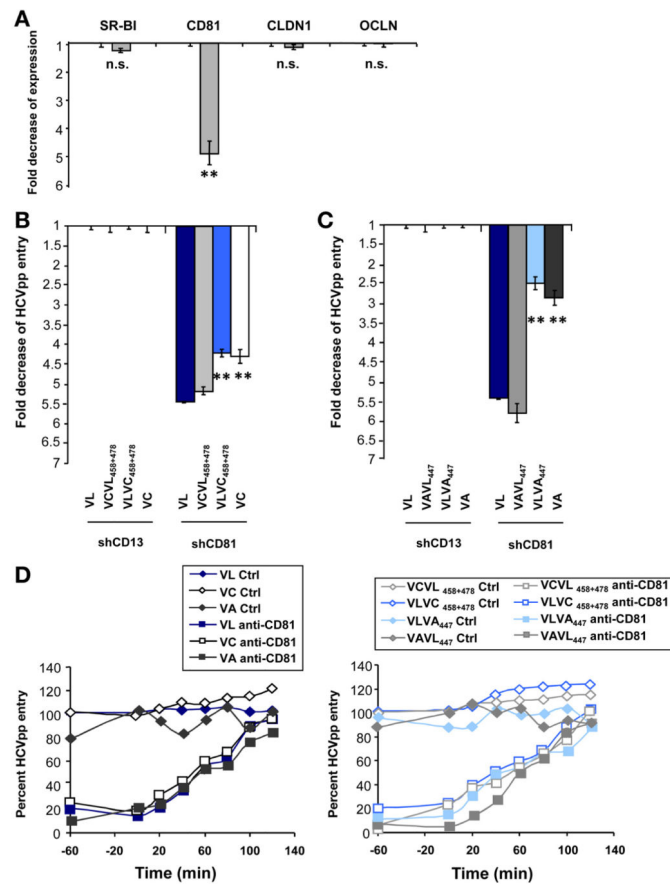 A
SR-BI CD81 CLDN1 OCLN
Fold decrease of expression
1
2
3
4
5
6
n.s. ** n.s. n.s.
B
Fold decrease of HCVpp entry
1
1.5
2
2.5
3
3.5
4
4.5
5
5.5
6
6.5
7
** **
VL VCVL458+478 VLVC458+478 VC VL VCVL458+478 VLVC458+478 VC
shCD13 shCD81
C
Fold decrease of HCVpp entry
1
1.5
2
2.5
3
3.5
4
4.5
5
5.5
6
6.5
7
** **
VL VAVL447 VLVA447 VA VL VAVL447 VLVA447 VA
shCD13 shCD81
D
VL Ctrl
VC Ctrl
VA Ctrl
VL anti-CD81
VC anti-CD81
VA anti-CD81
Percent HCVpp entry
140
120
100
80
60
40
20
0
-60 -20 20 60 100 140
Time (min)
VCVL 458+478 Ctrl VCVL 458+478 anti-CD81
VLVC 458+478 Ctrl VLVC 458+478 anti-CD81
VLVA447 Ctrl VLVA447 anti-CD81
VAVL447 Ctrl VAVL447 anti-CD81
Percent HCVpp entry
140
120
100
80
60
40
20
0
-60 -20 20 60 100 140
Time (min)